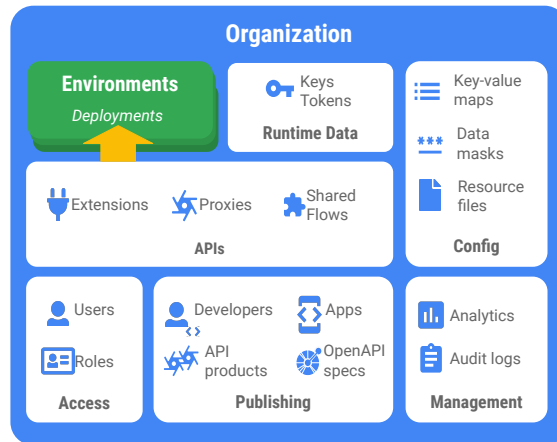 Organization
Environments
Deployments
Keys
Tokens
Runtime Data
Key-value
maps
***
Data
masks
Resource
files
Config
Extensions
Proxies
Shared
Flows
APIs
Users
Roles
Access
Developers
Apps
API
products
OpenAPI
specs
Publishing
Analytics
Audit logs
Management